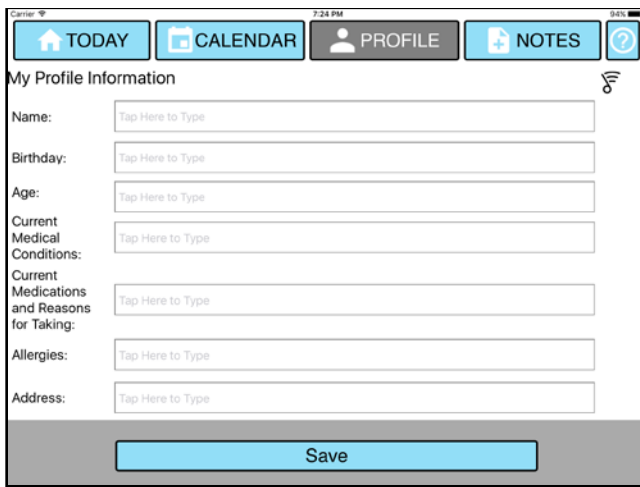 Carrier 7:24 PM 94%
TODAY CALENDAR PROFILE NOTES ?
My Profile Information
Name: Tap Here to Type
Birthday: Tap Here to Type
Age: Tap Here to Type
Current
Medical
Conditions:
Tap Here to Type
Current
Medications
and Reasons
for Taking:
Tap Here to Type
Allergies: Tap Here to Type
Address: Tap Here to Type
Save